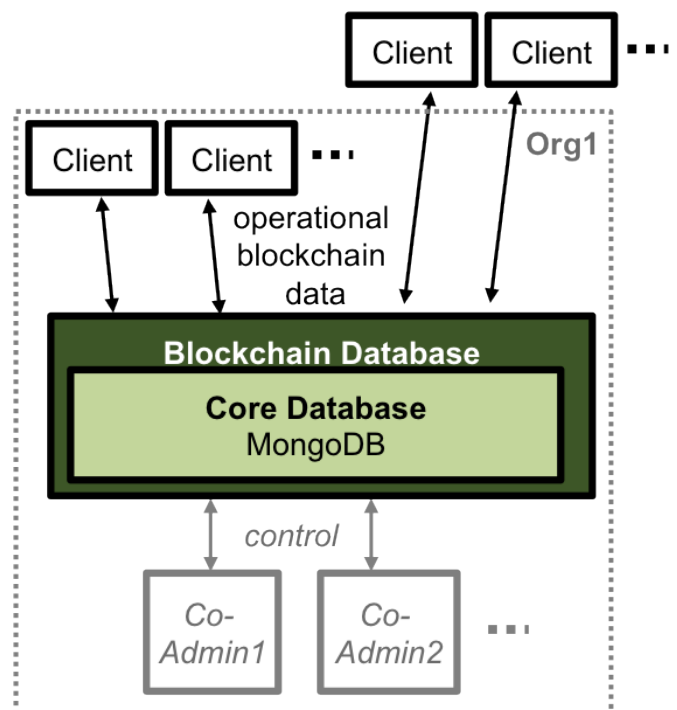 Client Client
Org1
Client Client
operational
blockchain
data
Blockchain Database
Core Database
MongoDB
control
Co-
Admin1
Co-
Admin2